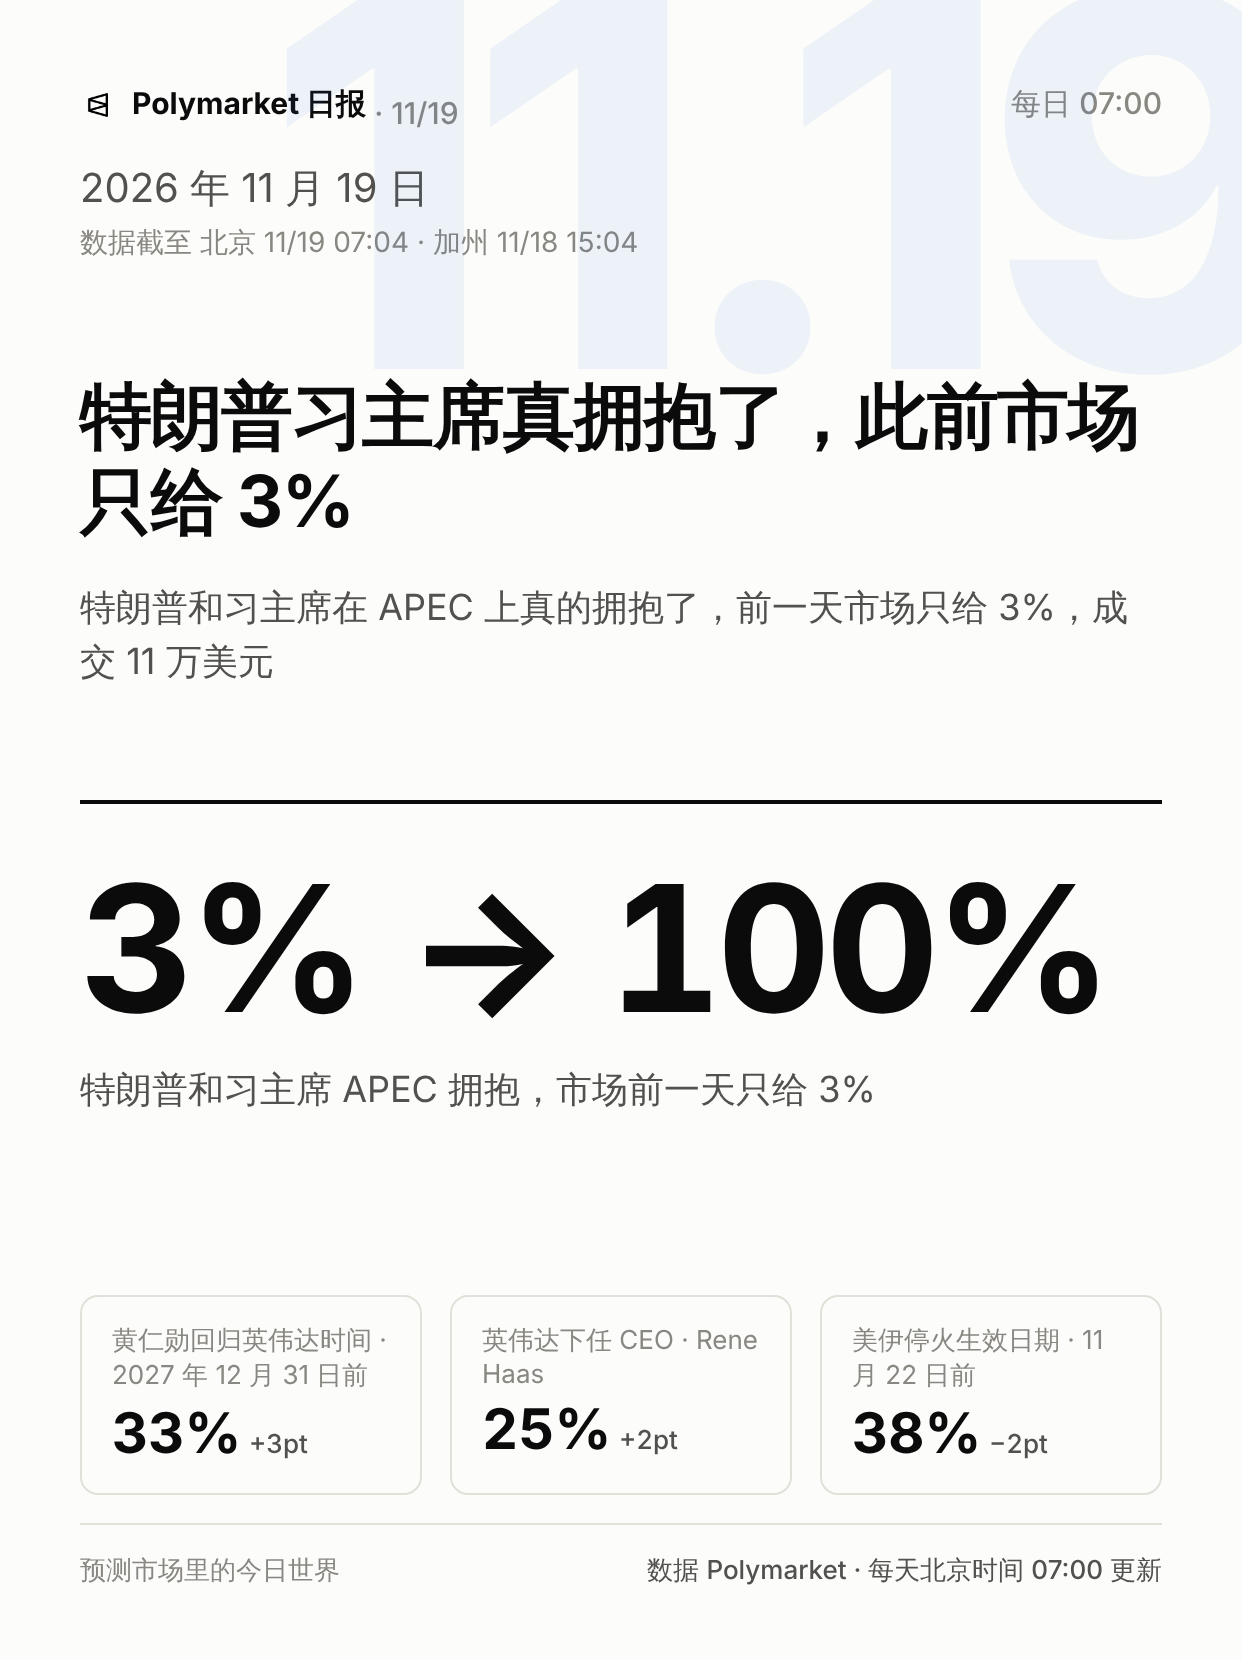 11.19
Polymarket 日报 · 11/19
每日 07:00
2026 年 11 月 19 日
数据截至 北京 11/19 07:04 · 加州 11/18 15:04
特朗普习主席真拥抱了，此前市场
只给 3%
特朗普和习主席在 APEC 上真的拥抱了，前一天市场只给 3%，成
交 11 万美元
3% → 100%
特朗普和习主席 APEC 拥抱，市场前一天只给 3%
黄仁勋回归英伟达时间 ·
2027 年 12 月 31 日前
33% +3pt
英伟达下任 CEO · Rene
Haas
25% +2pt
美伊停火生效日期 · 11
月 22 日前
38% −2pt
预测市场里的今日世界
数据 Polymarket · 每天北京时间 07:00 更新